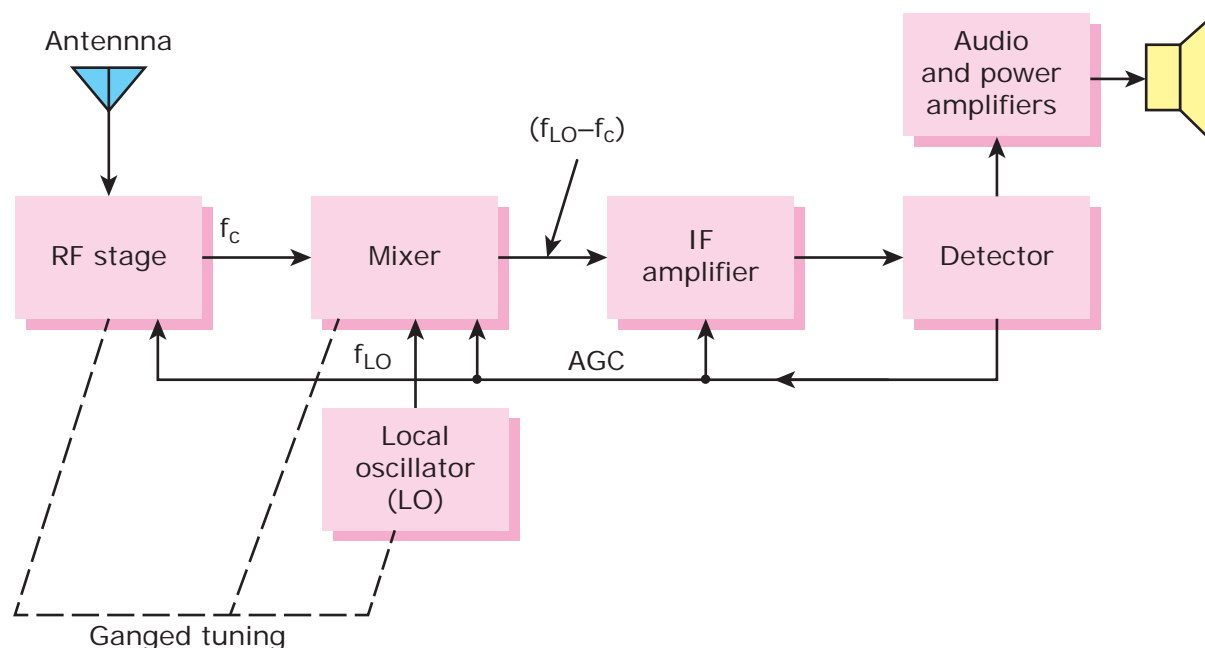 Antennna
Audio
and power
amplifiers
(fLO–fc)
RF stage
fc
Mixer
IF
amplifier
Detector
fLO
AGC
Local
oscillator
(LO)
Ganged tuning